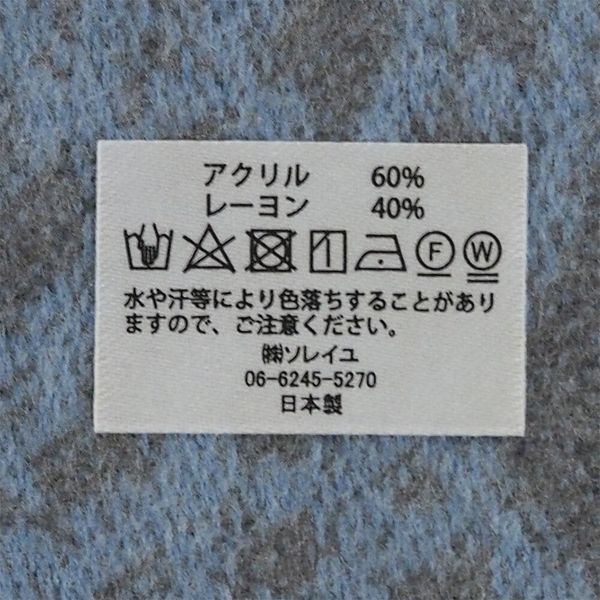 アクリル 60%
レーヨン 40%
F W
水や汗等により色落ちすることがあり
ますので、ご注意ください。
㈱ソレイユ
06-6245-5270
日本製